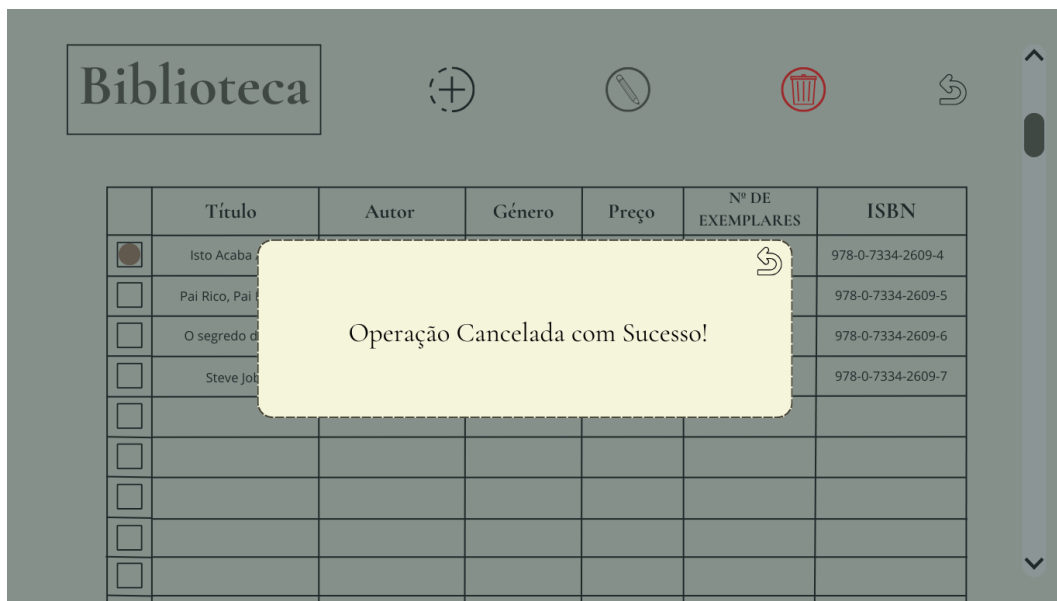 Biblioteca
Título Autor Género Preço Nº DE EXEMPLARES ISBN
Isto Acaba 978-0-7334-2609-4
Pai Rico, Pai 978-0-7334-2609-5
O segredo d 978-0-7334-2609-6
Operação Cancelada com Sucesso!
Steve Job 978-0-7334-2609-7